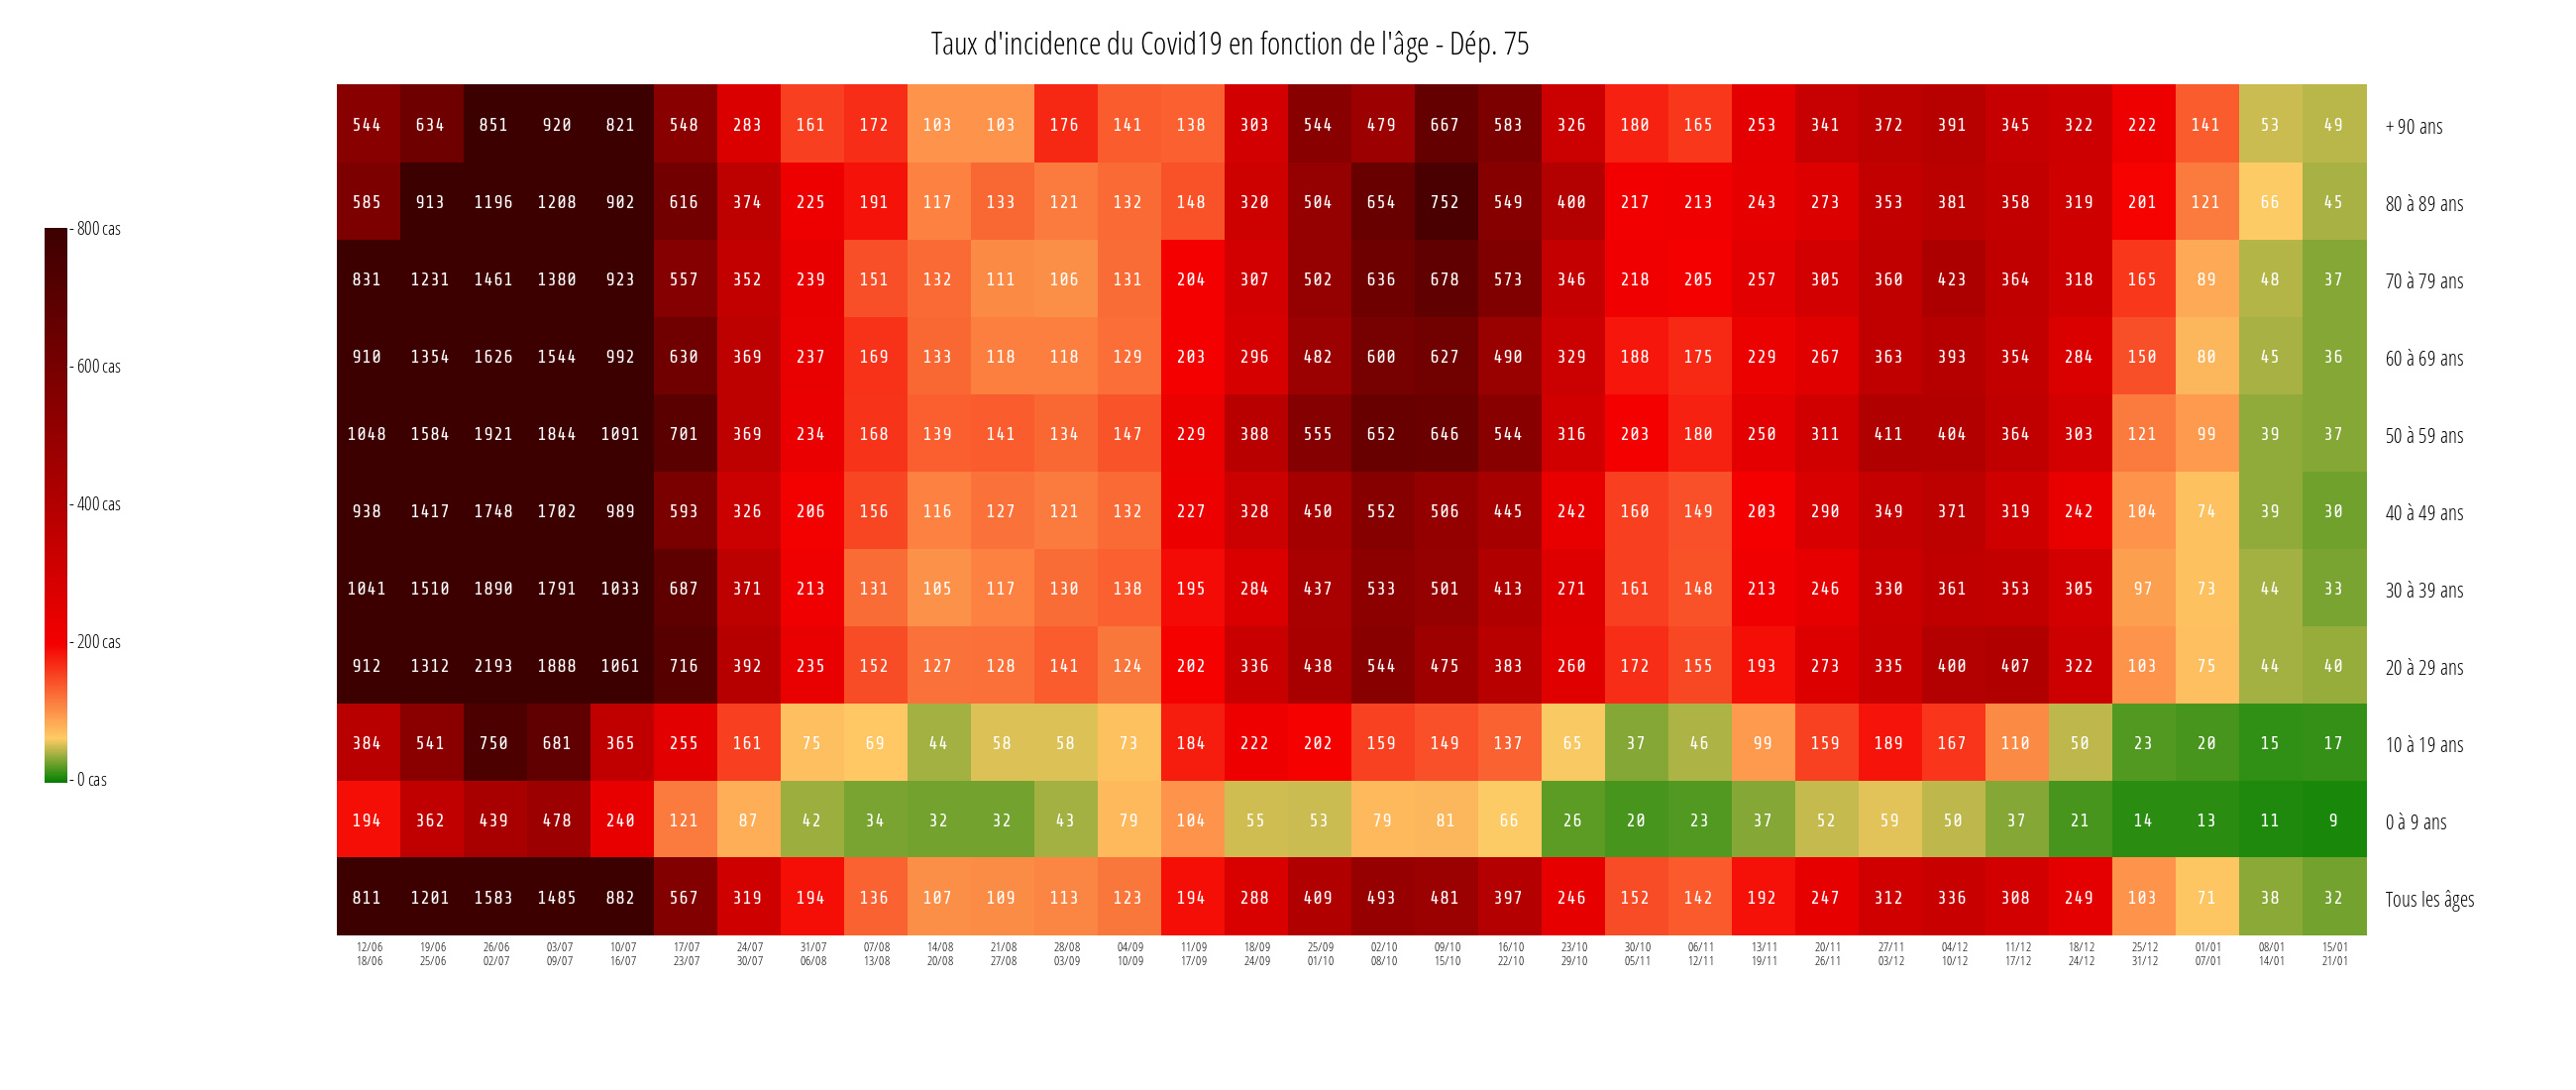 Taux d'incidence du Covid19 en fonction de l'âge - Dép. 75
- 800 cas
- 600 cas
- 400 cas
- 200 cas
- 0 cas
544 634 851 920 821 548 283 161 172 103 103 176 141 138 303 544 479 667 583 326 180 165 253 341 372 391 345 322 222 141 53 49 + 90 ans
585 913 1196 1208 902 616 374 225 191 117 133 121 132 148 320 504 654 752 549 400 217 213 243 273 353 381 358 319 201 121 66 45 80 à 89 ans
831 1231 1461 1380 923 557 352 239 151 132 111 106 131 204 307 502 636 678 573 346 218 205 257 305 360 423 364 318 165 89 48 37 70 à 79 ans
910 1354 1626 1544 992 630 369 237 169 133 118 118 129 203 296 482 600 627 490 329 188 175 229 267 363 393 354 284 150 80 45 36 60 à 69 ans
1048 1584 1921 1844 1091 701 369 234 168 139 141 134 147 229 388 555 652 646 544 316 203 180 250 311 411 404 364 303 121 99 39 37 50 à 59 ans
938 1417 1748 1702 989 593 326 206 156 116 127 121 132 227 328 450 552 506 445 242 160 149 203 290 349 371 319 242 104 74 39 30 40 à 49 ans
1041 1510 1890 1791 1033 687 371 213 131 105 117 130 138 195 284 437 533 501 413 271 161 148 213 246 330 361 353 305 97 73 44 33 30 à 39 ans
912 1312 2193 1888 1061 716 392 235 152 127 128 141 124 202 336 438 544 475 383 260 172 155 193 273 335 400 407 322 103 75 44 40 20 à 29 ans
384 541 750 681 365 255 161 75 69 44 58 58 73 184 222 202 159 149 137 65 37 46 99 159 189 167 110 50 23 20 15 17 10 à 19 ans
194 362 439 478 240 121 87 42 34 32 32 43 79 104 55 53 79 81 66 26 20 23 37 52 59 50 37 21 14 13 11 9 0 à 9 ans
811 1201 1583 1485 882 567 319 194 136 107 109 113 123 194 288 409 493 481 397 246 152 142 192 247 312 336 308 249 103 71 38 32 Tous les âges
12/06 19/06 26/06 03/07 10/07 17/07 24/07 31/07 07/08 14/08 21/08 28/08 04/09 11/09 18/09 25/09 02/10 09/10 16/10 23/10 30/10 06/11 13/11 20/11 27/11 04/12 11/12 18/12 25/12 01/01 08/01 15/01
18/06 25/06 02/07 09/07 16/07 23/07 30/07 06/08 13/08 20/08 27/08 03/09 10/09 17/09 24/09 01/10 08/10 15/10 22/10 29/10 05/11 12/11 19/11 26/11 03/12 10/12 17/12 24/12 31/12 07/01 14/01 21/01